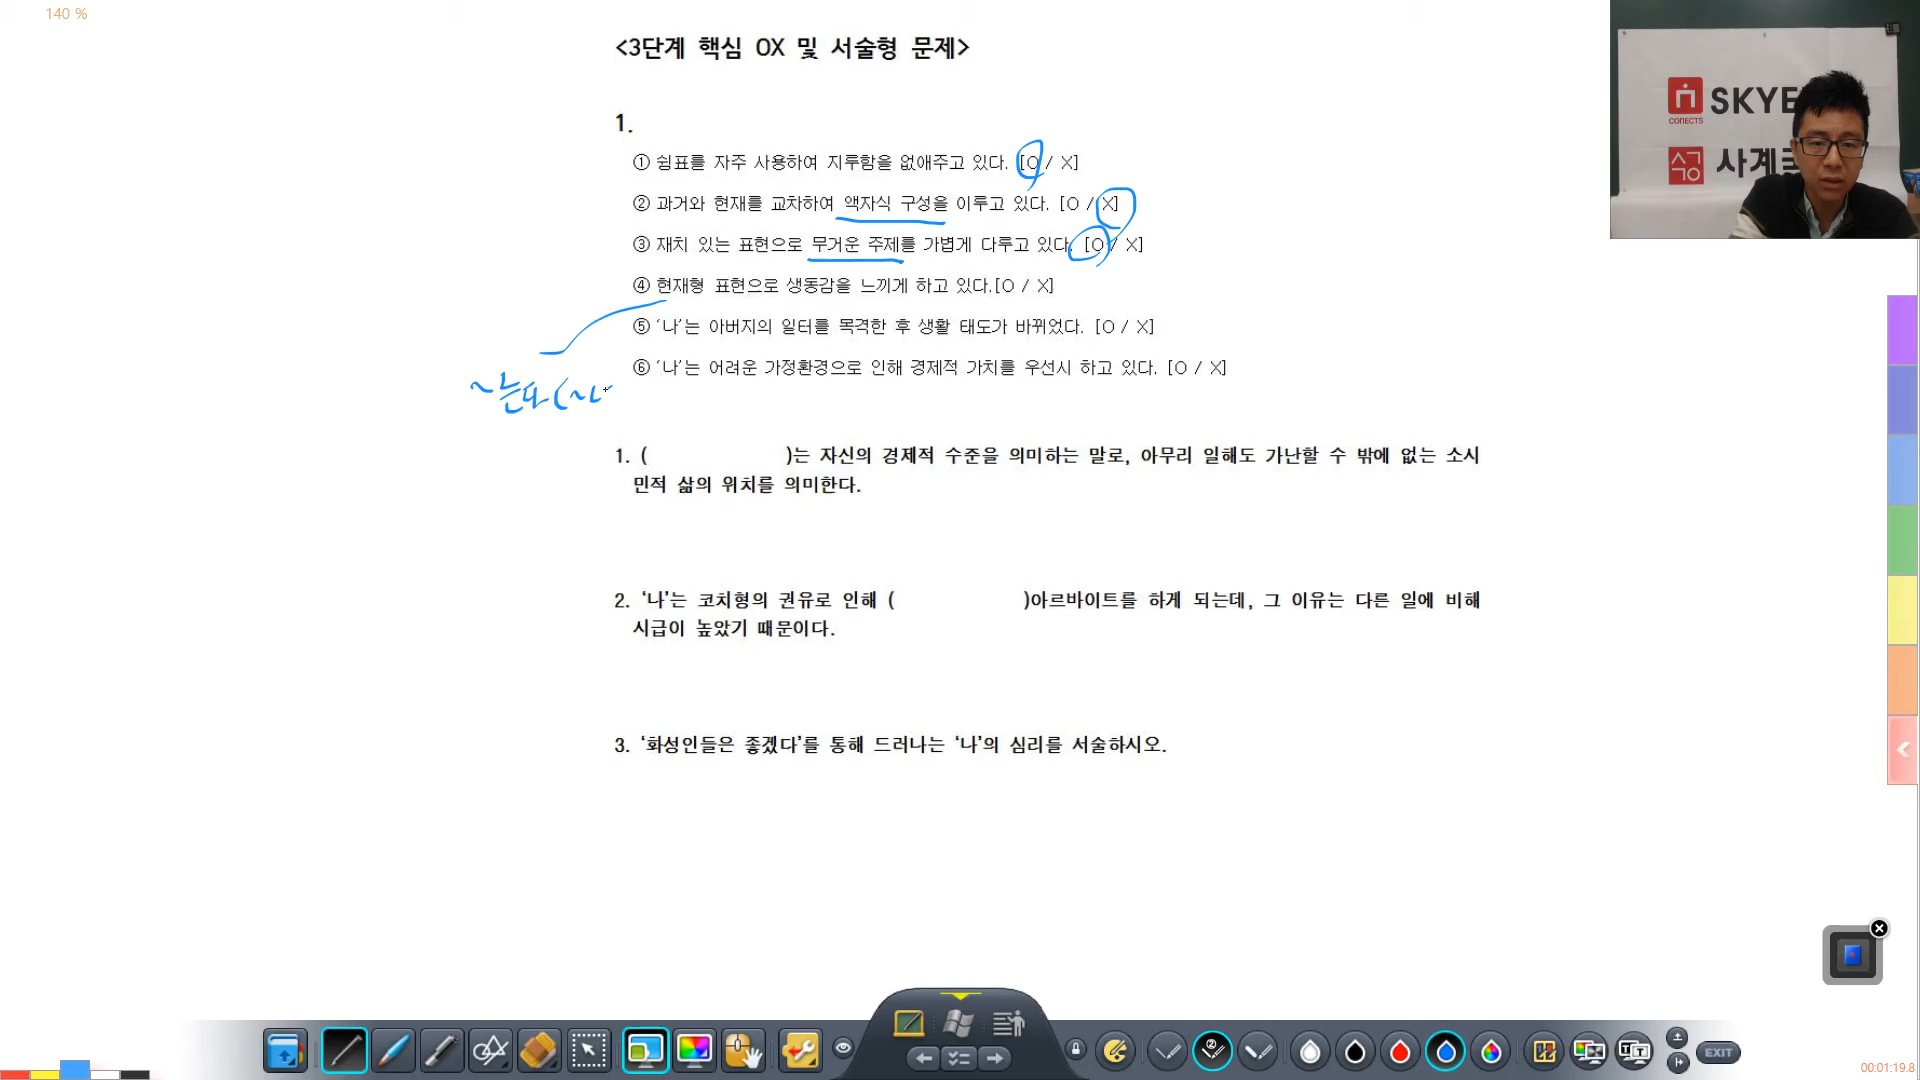 140 %
<3단계 핵심 OX 및 서술형 문제>
SKYE
CONECTS
사계
1.
① 쉼표를 자주 사용하여 지루함을 없애주고 있다. [O / X]
② 과거와 현재를 교차하여 액자식 구성을 이루고 있다. [O / X]
③ 재치 있는 표현으로 무거운 주제를 가볍게 다루고 있다. [O / X]
④ 현재형 표현으로 생동감을 느끼게 하고 있다.[O / X]
⑤ ‘나’는 아버지의 일터를 목격한 후 생활 태도가 바뀌었다. [O / X]
⑥ ‘나’는 어려운 가정환경으로 인해 경제적 가치를 우선시 하고 있다. [O / X]
~는다(~ㄴ
1. ( )는 자신의 경제적 수준을 의미하는 말로, 아무리 일해도 가난할 수 밖에 없는 소시
민적 삶의 위치를 의미한다.
2. ‘나’는 코치형의 권유로 인해 ( )아르바이트를 하게 되는데, 그 이유는 다른 일에 비해
시급이 높았기 때문이다.
3. ‘화성인들은 좋겠다’를 통해 드러나는 ‘나’의 심리를 서술하시오.
EXIT
00:01:19.8